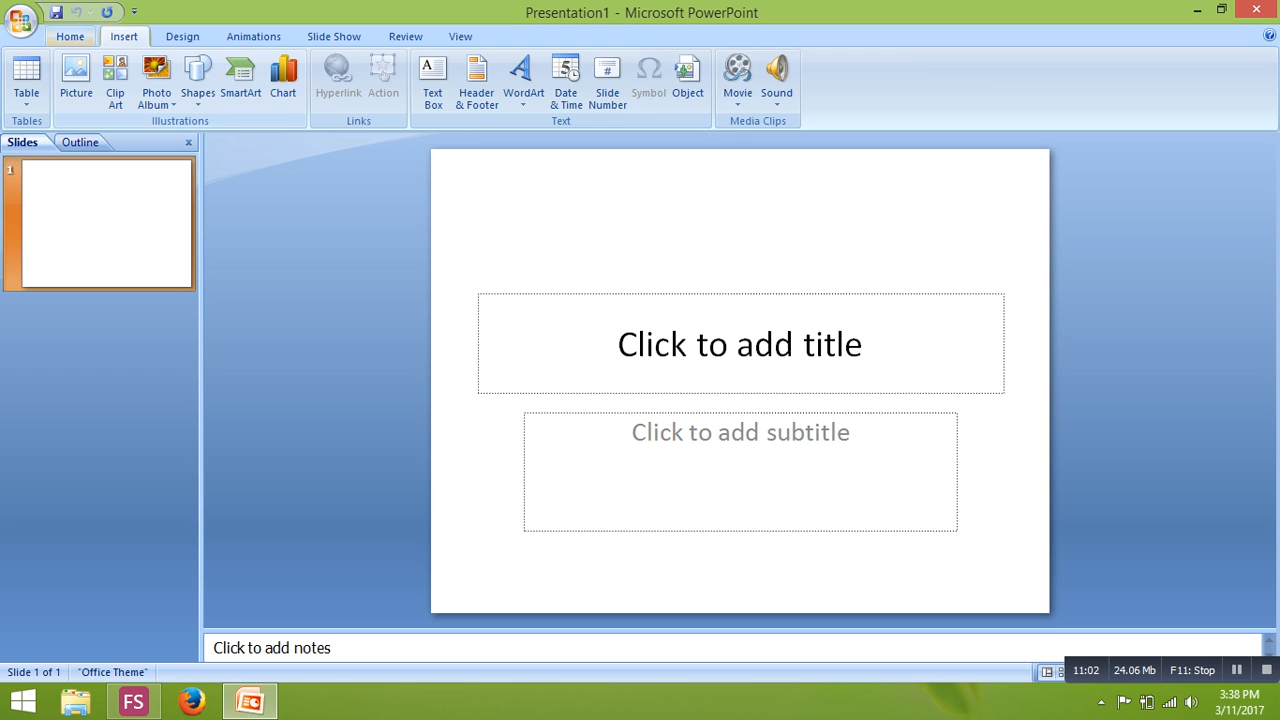 Presentation1 - Microsoft PowerPoint
Home Insert Design Animations Slide Show Review View
Table Picture Clip Art Photo Album Shapes SmartArt Chart Hyperlink Action Text Box Header & Footer WordArt Date & Time Slide Number Symbol Object Movie Sound
Tables Illustrations Links Text Media Clips
Slides Outline
1
Click to add title
Click to add subtitle
Click to add notes
Slide 1 of 1 "Office Theme"
11:02 24.06 Mb F11: Stop
FS
3:38 PM
3/11/2017